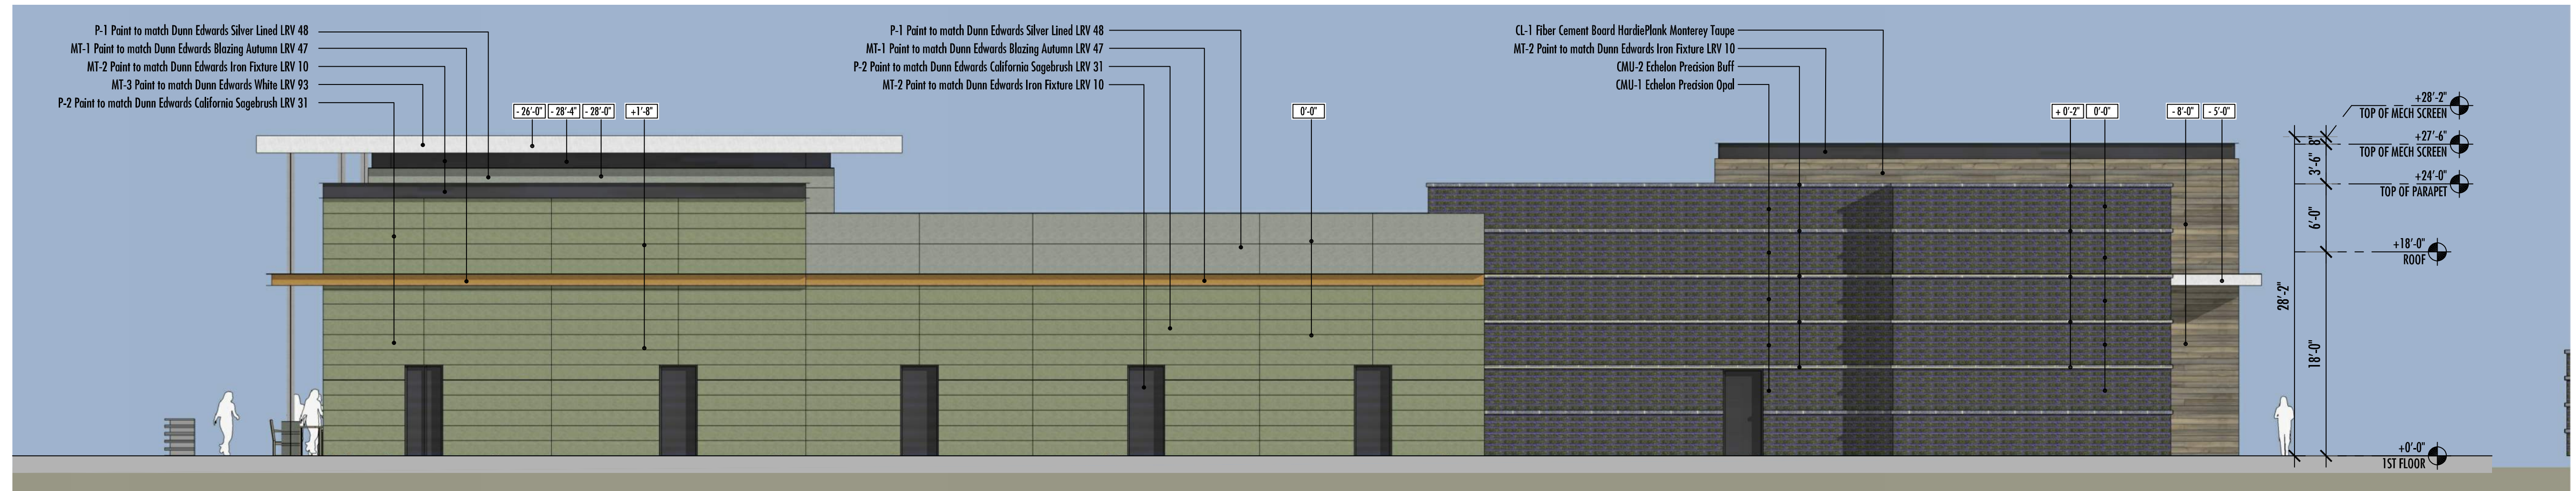 P-1 Paint to match Dunn Edwards Silver Lined LRV 48
MT-1 Paint to match Dunn Edwards Blazing Autumn LRV 47
MT-2 Paint to match Dunn Edwards Iron Fixture LRV 10
MT-3 Paint to match Dunn Edwards White LRV 93
P-2 Paint to match Dunn Edwards California Sagebrush LRV 31
- 26'-0"
- 28'-4"
- 28'-0"
+1'-8"
P-1 Paint to match Dunn Edwards Silver Lined LRV 48
MT-1 Paint to match Dunn Edwards Blazing Autumn LRV 47
P-2 Paint to match Dunn Edwards California Sagebrush LRV 31
MT-2 Paint to match Dunn Edwards Iron Fixture LRV 10
0'-0"
CL-1 Fiber Cement Board HardiePlank Monterey Taupe
MT-2 Paint to match Dunn Edwards Iron Fixture LRV 10
CMU-2 Echelon Precision Buff
CMU-1 Echelon Precision Opal
+ 0'-2"
0'-0"
- 8'-0"
- 5'-0"
+28'-2"
TOP OF MECH SCREEN
+27'-6"
TOP OF MECH SCREEN
+24'-0"
TOP OF PARAPET
+18'-0"
ROOF
+0'-0"
1ST FLOOR
8"
3'-6"
6'-0"
28'-2"
18'-0"